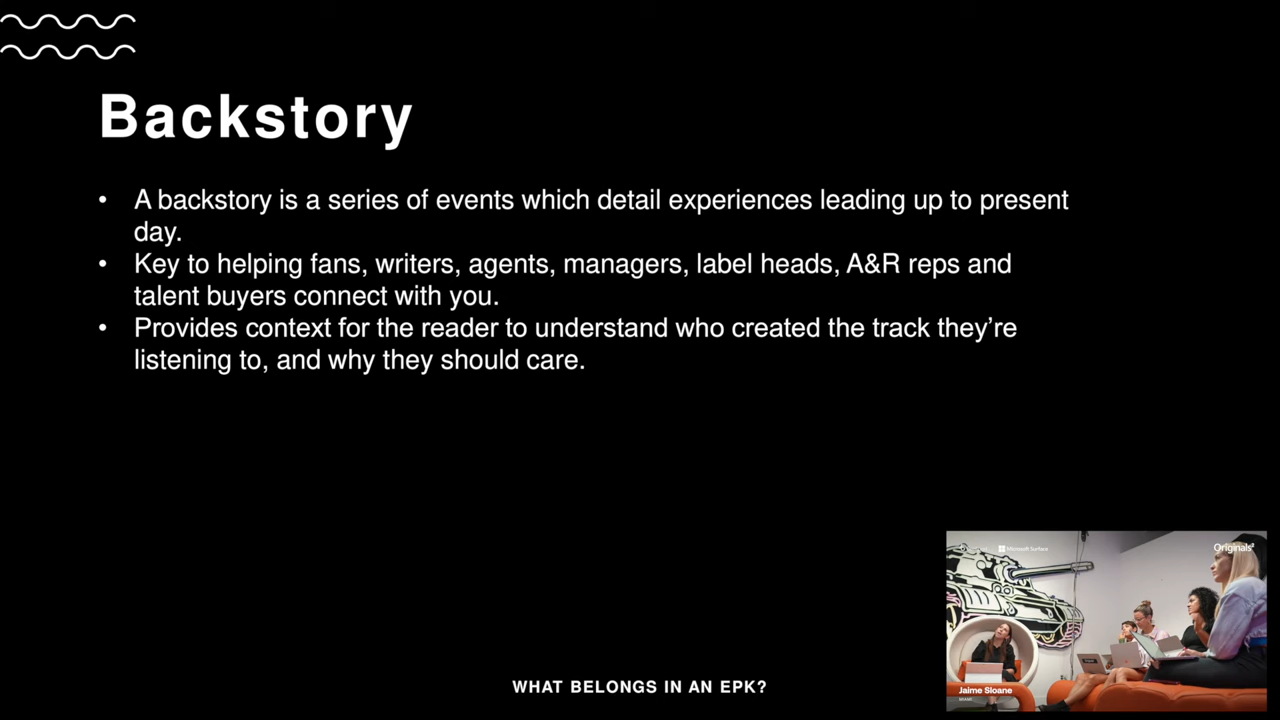 Backstory
• A backstory is a series of events which detail experiences leading up to present
day.
• Key to helping fans, writers, agents, managers, label heads, A&R reps and
talent buyers connect with you.
• Provides context for the reader to understand who created the track they’re
listening to, and why they should care.
Microsoft Surface
Originals²
Jaime Sloane
WHAT BELONGS IN AN EPK?